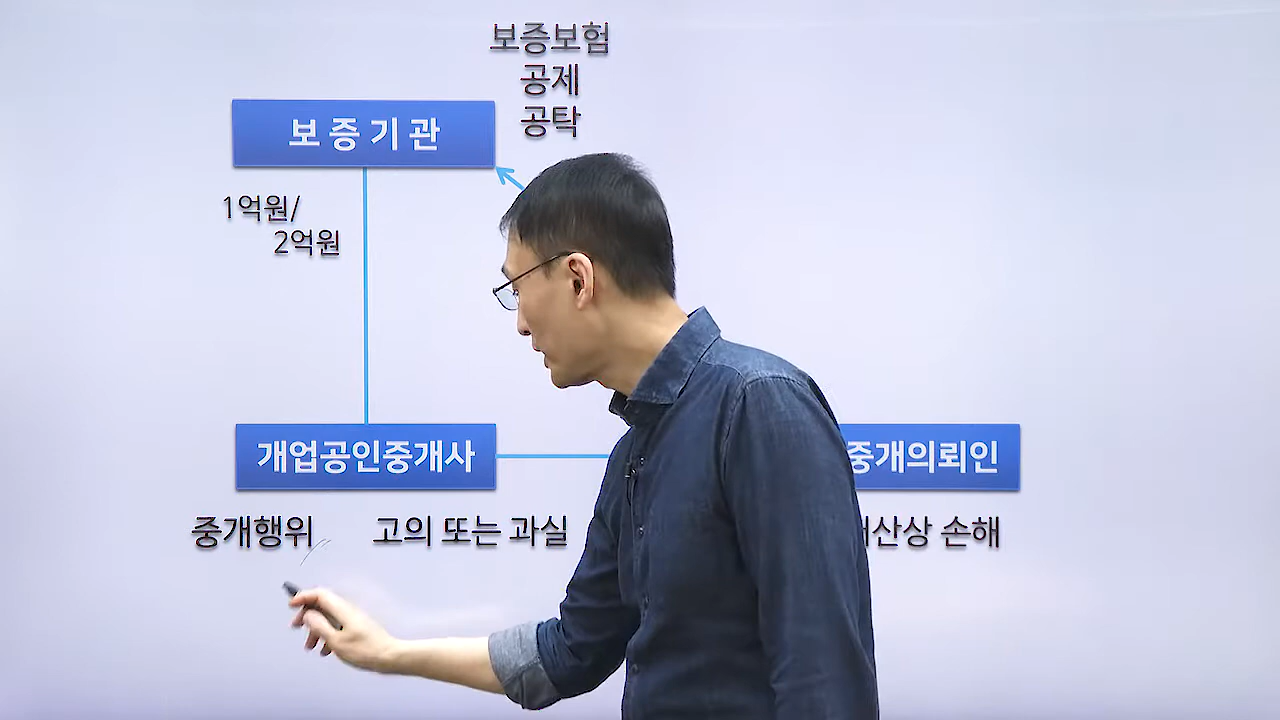 보증보험
공제
공탁
보증기관
1억원/
2억원
개업공인중개사
중개의뢰인
중개행위
고의 또는 과실
손해